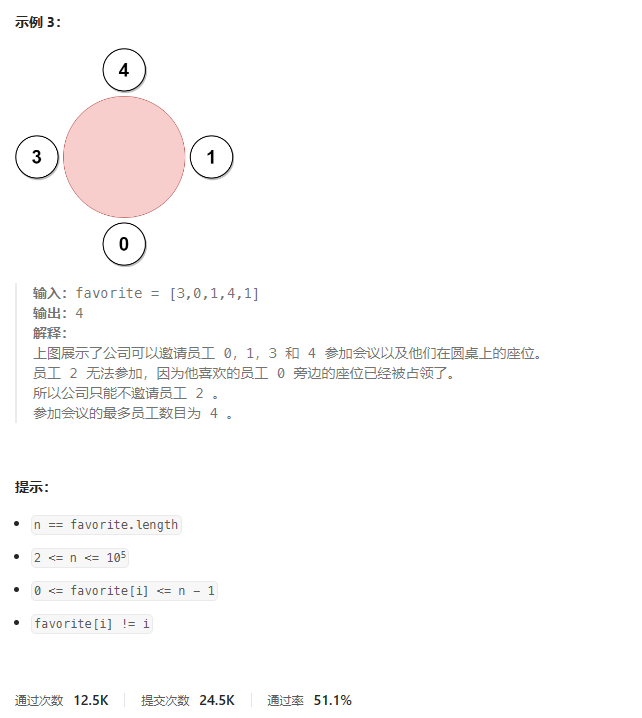 示例 3:
4
3
1
0
输入: favorite = [3,0,1,4,1]
输出: 4
解释:
上图展示了公司可以邀请员工 0，1，3 和 4 参加会议以及他们在圆桌上的座位。
员工 2 无法参加，因为他喜欢的员工 0 旁边的座位已经被占领了。
所以公司只能不邀请员工 2 。
参加会议的最多员工数目为 4 。
提示:
n == favorite.length
2 <= n <= 10⁵
0 <= favorite[i] <= n - 1
favorite[i] != i
通过次数 12.5K 提交次数 24.5K 通过率 51.1%